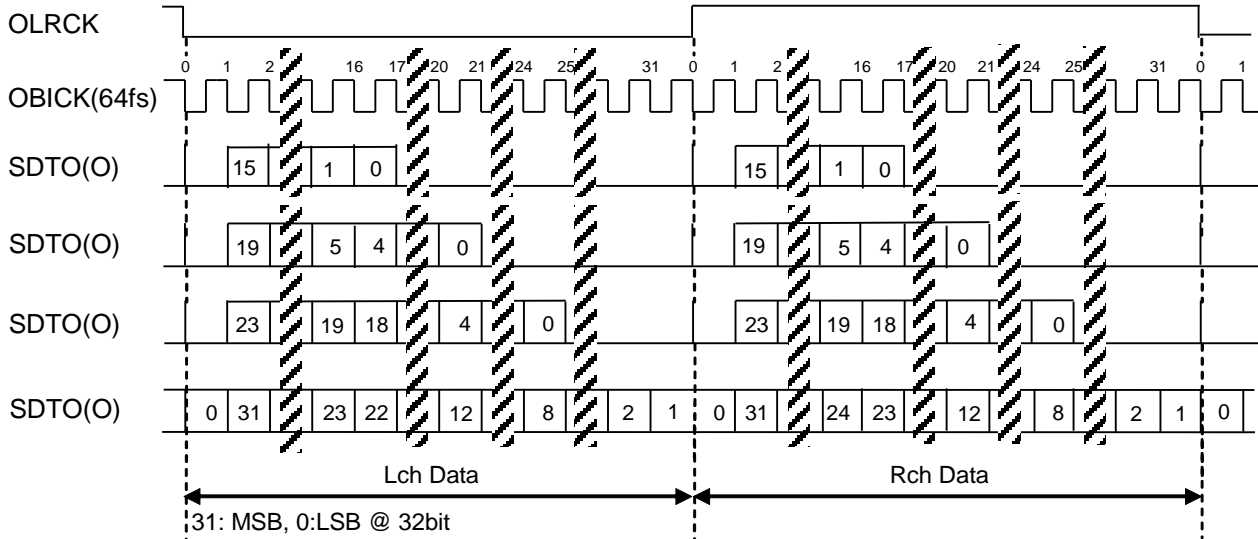 OLRCK
0 1 2 16 17 20 21 24 25 31 0 1 2 16 17 20 21 24 25 31 0 1
OBICK(64fs)
SDTO(O) 15 1 0 15 1 0
SDTO(O) 19 5 4 0 19 5 4 0
SDTO(O) 23 19 18 4 0 23 19 18 4 0
SDTO(O) 0 31 23 22 12 8 2 1 0 31 24 23 12 8 2 1 0
Lch Data Rch Data
31: MSB, 0:LSB @ 32bit